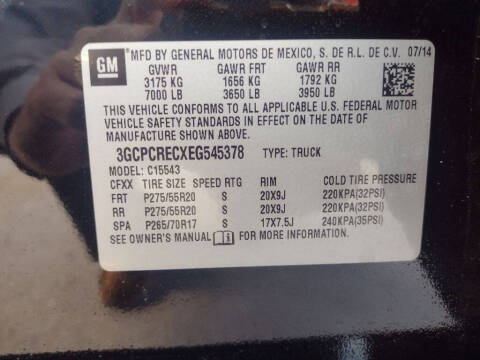 GM
MFD BY GENERAL MOTORS DE MEXICO, S. DE R.L. DE C.V. 07/14
GVWR GAWR FRT GAWR RR
3175 KG 1656 KG 1792 KG
7000 LB 3650 LB 3950 LB
THIS VEHICLE CONFORMS TO ALL APPLICABLE U.S. FEDERAL MOTOR
VEHICLE SAFETY STANDARDS IN EFFECT ON THE DATE OF
MANUFACTURE SHOWN ABOVE.
3GCPCRECXEG545378 TYPE: TRUCK
MODEL: C15543
CFXX TIRE SIZE SPEED RTG RIM COLD TIRE PRESSURE
FRT P275/55R20 S 20X9J 220KPA(32PSI)
RR P275/55R20 S 20X9J 220KPA(32PSI)
SPA P265/70R17 S 17X7.5J 240KPA(35PSI)
SEE OWNER'S MANUAL FOR MORE INFORMATION.